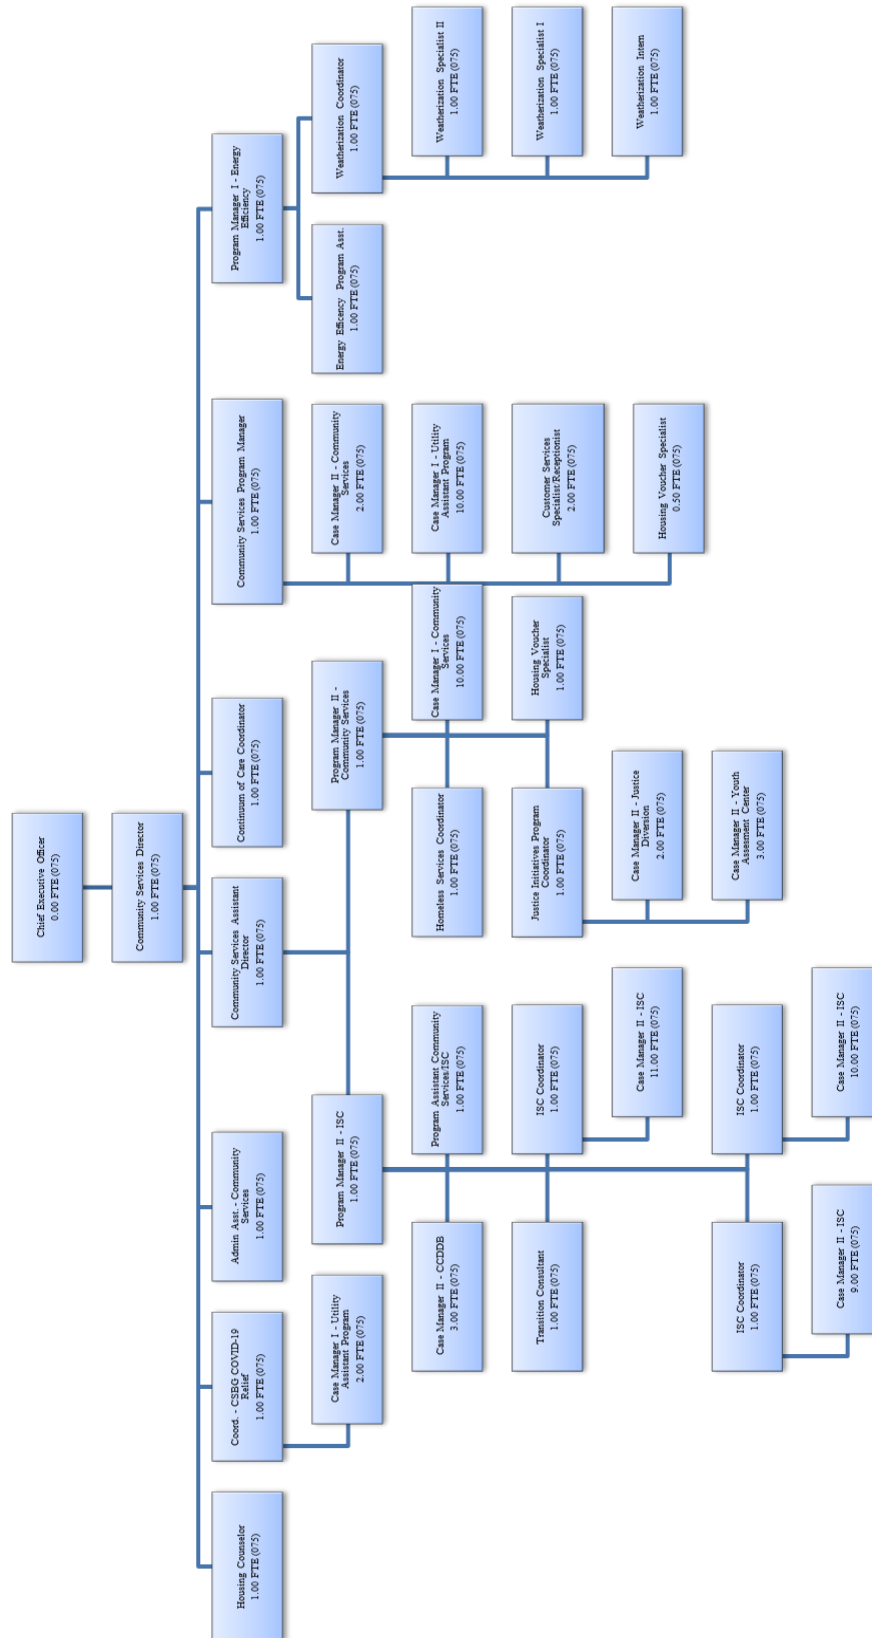 Chief Executive Officer
0.00 FTE (075)
Community Services Director
1.00 FTE (075)
Housing Counselor
1.00 FTE (075)
Coord. - CSBG COVID-19
Relief
1.00 FTE (075)
Admin Asst. - Community
Services
1.00 FTE (075)
Community Services Assistant
Director
1.00 FTE (075)
Continuum of Care Coordinator
1.00 FTE (075)
Community Services Program Manager
1.00 FTE (075)
Program Manager I - Energy
Efficiency
1.00 FTE (075)
Case Manager I - Utility
Assistant Program
2.00 FTE (075)
Program Manager II - ISC
1.00 FTE (075)
Program Manager II -
Community Services
1.00 FTE (075)
Case Manager II - Community
Services
2.00 FTE (075)
Energy Efficency Program Asst.
1.00 FTE (075)
Weatherization Coordinator
1.00 FTE (075)
Case Manager II - CCDDB
3.00 FTE (075)
Program Assistant Community
Services/ISC
1.00 FTE (075)
Homeless Services Coordinator
1.00 FTE (075)
Case Manager I - Community
Services
10.00 FTE (075)
Case Manager I - Utility
Assistant Program
10.00 FTE (075)
Weatherization Specialist II
1.00 FTE (075)
Transition Consultant
1.00 FTE (075)
ISC Coordinator
1.00 FTE (075)
Justice Initiatives Program
Coordinator
1.00 FTE (075)
Housing Voucher
Specialist
1.00 FTE (075)
Customer Services
Specialist/Receptionist
2.00 FTE (075)
Weatherization Specialist I
1.00 FTE (075)
Case Manager II - ISC
11.00 FTE (075)
Case Manager II - Justice
Diversion
2.00 FTE (075)
Housing Voucher Specialist
0.50 FTE (075)
Weatherization Intern
1.00 FTE (075)
ISC Coordinator
1.00 FTE (075)
ISC Coordinator
1.00 FTE (075)
Case Manager II - Youth
Assesment Center
3.00 FTE (075)
Case Manager II - ISC
9.00 FTE (075)
Case Manager II - ISC
10.00 FTE (075)